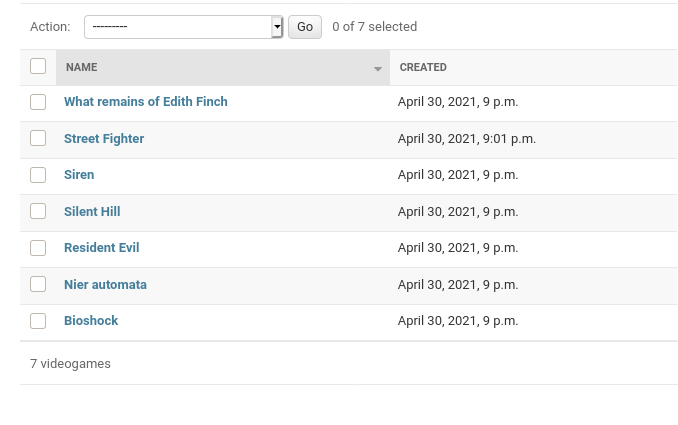 Action: --------- Go 0 of 7 selected
NAME CREATED
What remains of Edith Finch April 30, 2021, 9 p.m.
Street Fighter April 30, 2021, 9:01 p.m.
Siren April 30, 2021, 9 p.m.
Silent Hill April 30, 2021, 9 p.m.
Resident Evil April 30, 2021, 9 p.m.
Nier automata April 30, 2021, 9 p.m.
Bioshock April 30, 2021, 9 p.m.
7 videogames